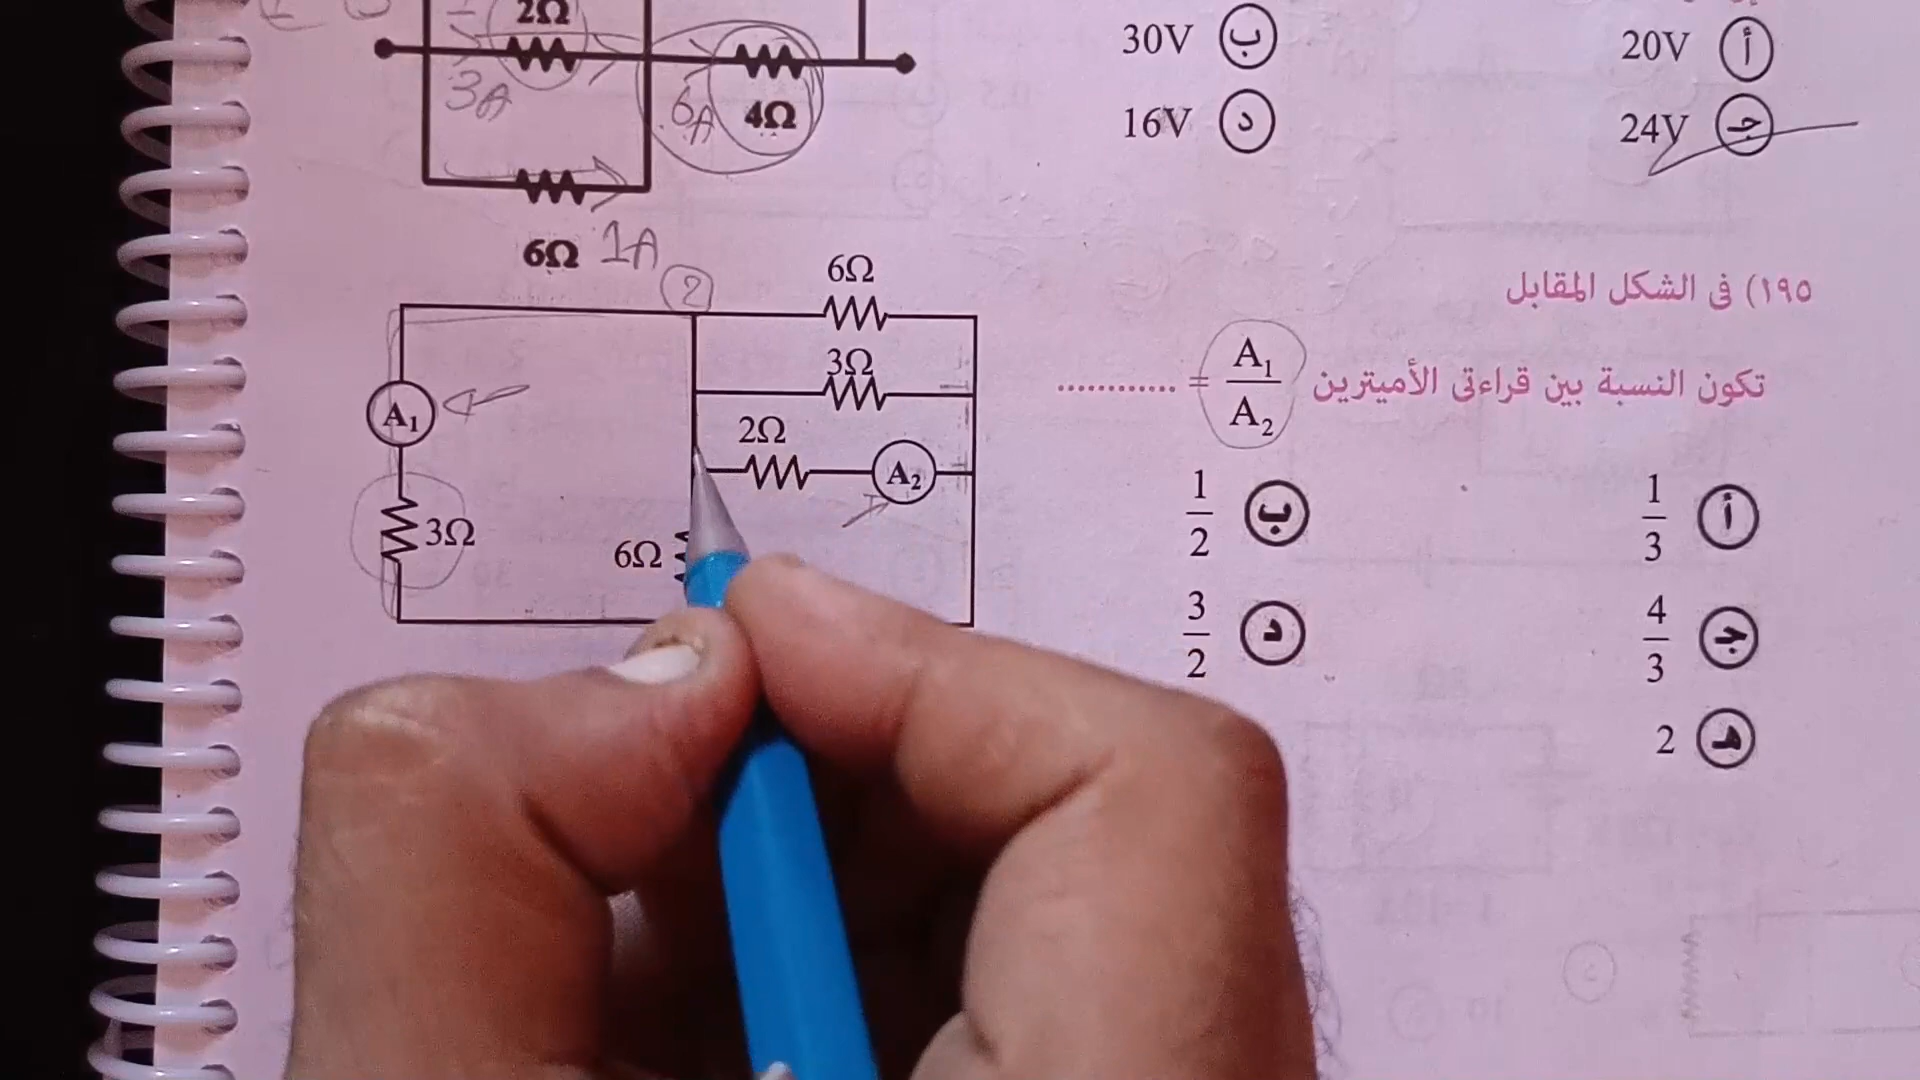 2Ω
3A
6A
4Ω
6Ω 1A
30V ب
20V أ
16V د
24V جـ
١٩٥) فى الشكل المقابل
تكون النسبة بين قراءتى الأميترين A₁/A₂ = ............
1/3 أ
1/2 ب
4/3 جـ
3/2 د
2 هـ
2
6Ω
3Ω
2Ω
A₁
A₂
3Ω
6Ω